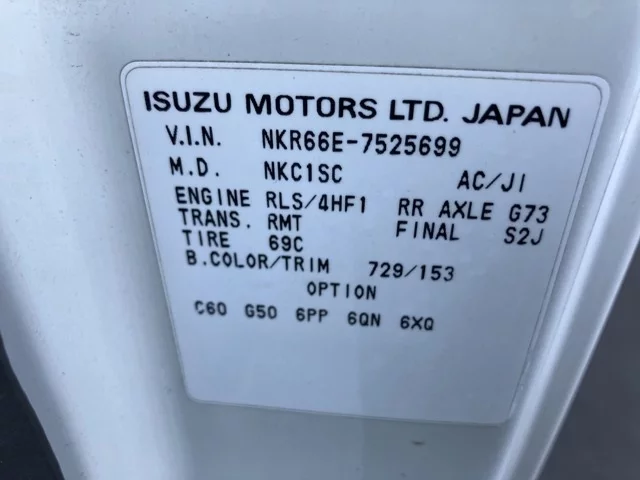 ISUZU MOTORS LTD. JAPAN
V.I.N. NKR66E-7525699
M.D. NKC1SC AC/JI
ENGINE RLS/4HF1 RR AXLE G73
TRANS. RMT FINAL S2J
TIRE 69C
B.COLOR/TRIM 729/153
OPTION
C60 G50 6PP 6QN 6XQ